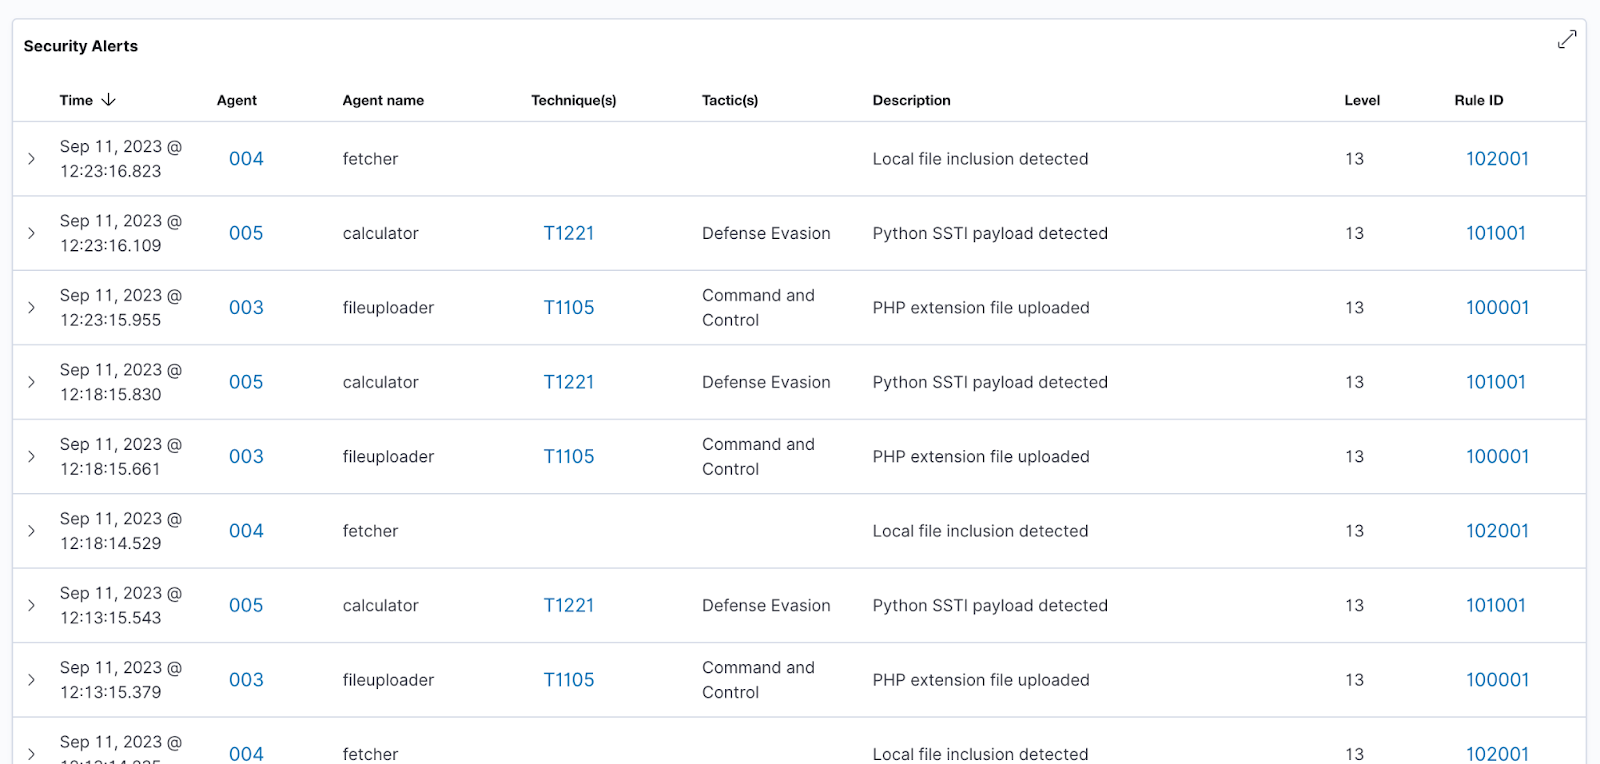 Security Alerts
Time Agent Agent name Technique(s) Tactic(s) Description Level Rule ID
Sep 11, 2023 @
12:23:16.823 004 fetcher Local file inclusion detected 13 102001
Sep 11, 2023 @
12:23:16.109 005 calculator T1221 Defense Evasion Python SSTI payload detected 13 101001
Sep 11, 2023 @ Command and
12:23:15.955 003 fileuploader T1105 Control PHP extension file uploaded 13 100001
Sep 11, 2023 @
12:18:15.830 005 calculator T1221 Defense Evasion Python SSTI payload detected 13 101001
Sep 11, 2023 @ Command and
12:18:15.661 003 fileuploader T1105 Control PHP extension file uploaded 13 100001
Sep 11, 2023 @
12:18:14.529 004 fetcher Local file inclusion detected 13 102001
Sep 11, 2023 @
12:13:15.543 005 calculator T1221 Defense Evasion Python SSTI payload detected 13 101001
Sep 11, 2023 @ Command and
12:13:15.379 003 fileuploader T1105 Control PHP extension file uploaded 13 100001
Sep 11, 2023 @
004 fetcher Local file inclusion detected 13 102001